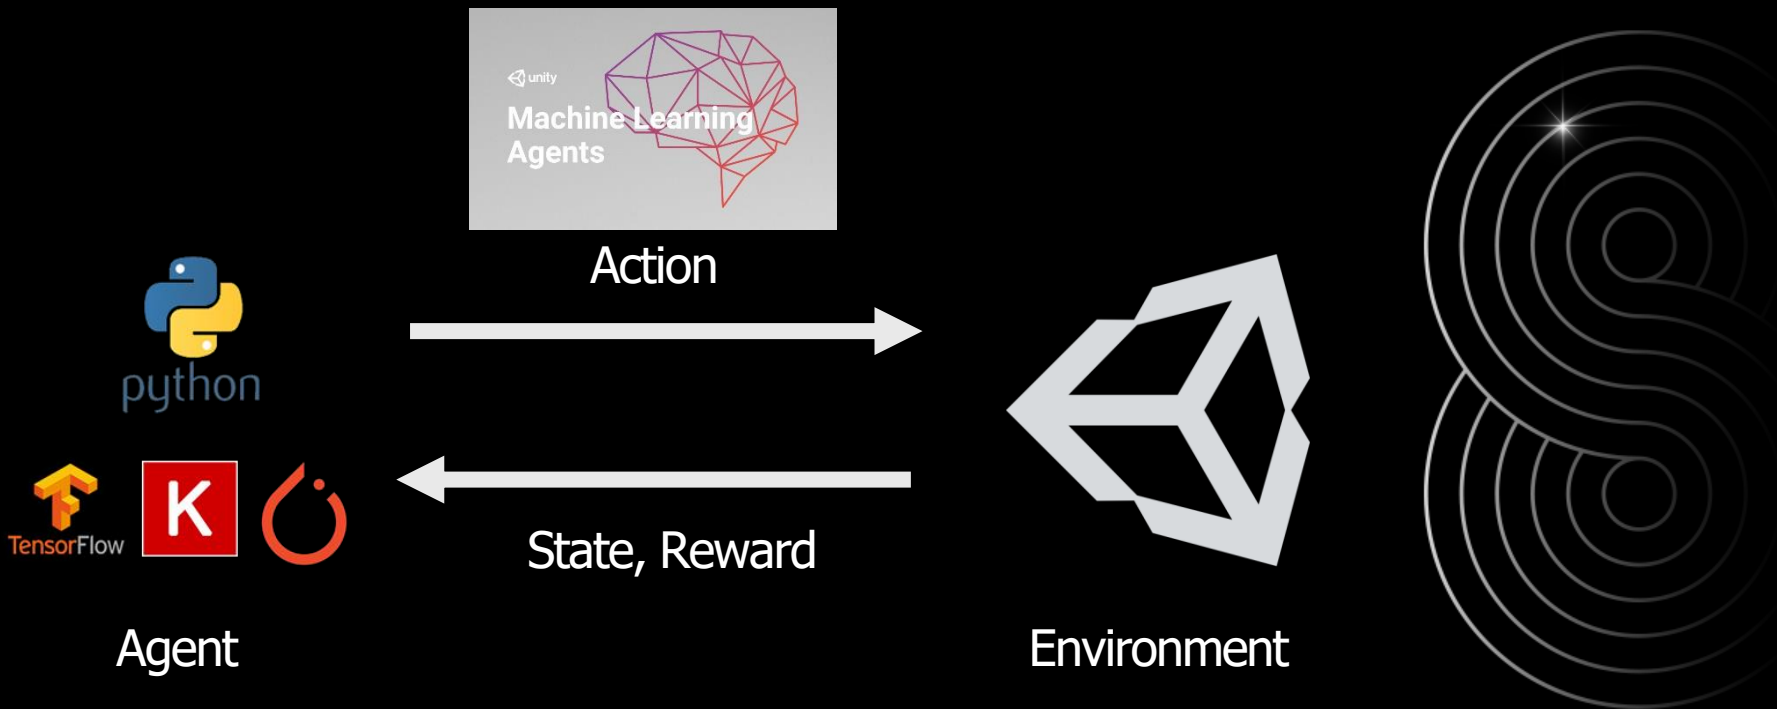 unity
Machine Learning
Agents
Action
python
TensorFlow
K
State, Reward
Agent
Environment